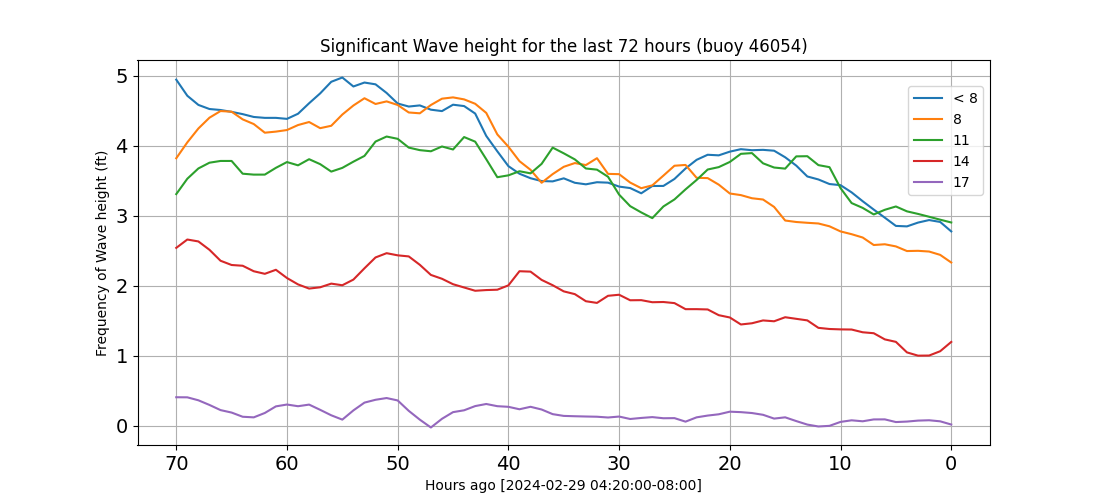 Significant Wave height for the last 72 hours (buoy 46054)
Frequency of Wave height (ft)
5
4
3
2
1
0
< 8
8
11
14
17
70 60 50 40 30 20 10 0
Hours ago [2024-02-29 04:20:00-08:00]